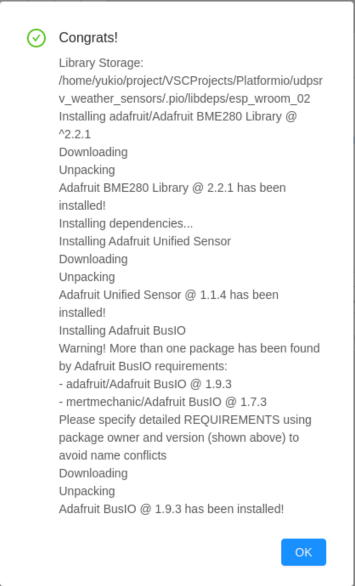 Congrats!
Library Storage:
/home/yukio/project/VSCProjects/Platformio/udpsr
v_weather_sensors/.pio/libdeps/esp_wroom_02
Installing adafruit/Adafruit BME280 Library @
^2.2.1
Downloading
Unpacking
Adafruit BME280 Library @ 2.2.1 has been
installed!
Installing dependencies...
Installing Adafruit Unified Sensor
Downloading
Unpacking
Adafruit Unified Sensor @ 1.1.4 has been
installed!
Installing Adafruit BusIO
Warning! More than one package has been found
by Adafruit BusIO requirements:
- adafruit/Adafruit BusIO @ 1.9.3
- mertmechanic/Adafruit BusIO @ 1.7.3
Please specify detailed REQUIREMENTS using
package owner and version (shown above) to
avoid name conflicts
Downloading
Unpacking
Adafruit BusIO @ 1.9.3 has been installed!
OK